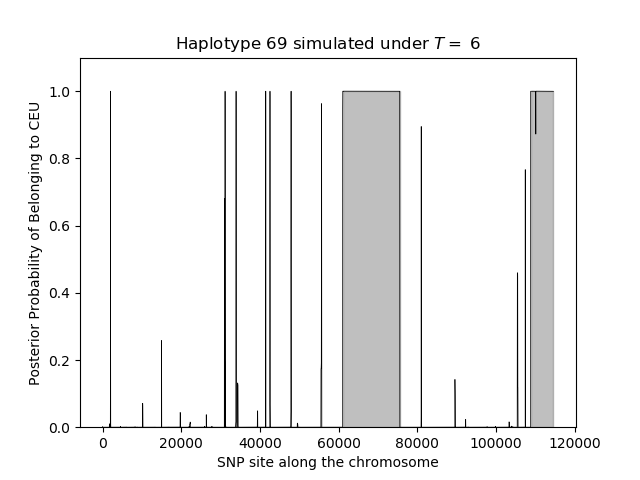 Haplotype 69 simulated under T = 6
Posterior Probability of Belonging to CEU
1.0
0.8
0.6
0.4
0.2
0.0
0 20000 40000 60000 80000 100000 120000
SNP site along the chromosome